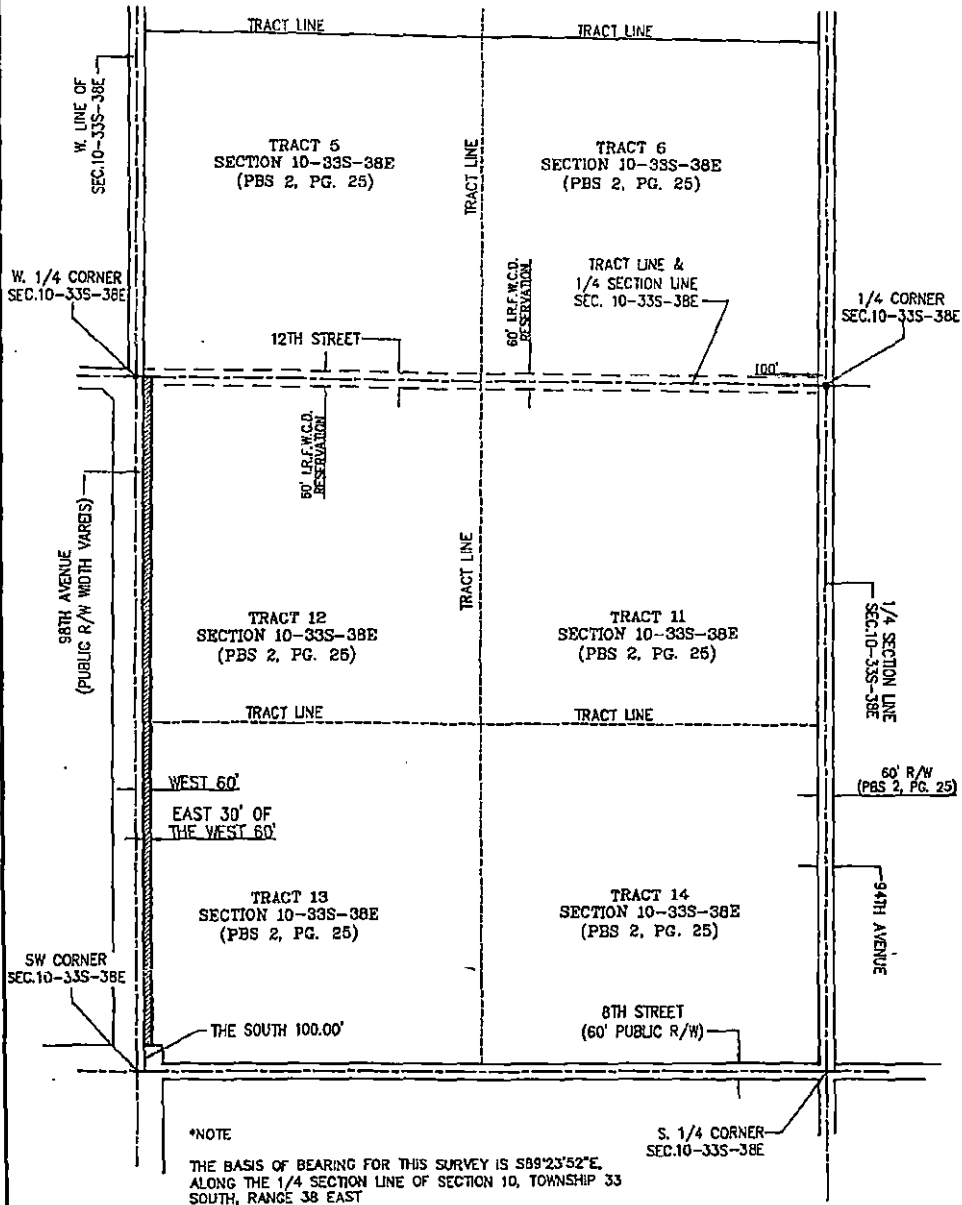 TRACT LINE
TRACT LINE
W. LINE OF
SEC.10-33S-38E
TRACT 5
SECTION 10-33S-38E
(PBS 2, PG. 25)
TRACT LINE
TRACT 6
SECTION 10-33S-38E
(PBS 2, PG. 25)
W. 1/4 CORNER
SEC.10-33S-38E
12TH STREET
60' I.R.F.W.C.D.
RESERVATION
TRACT LINE &
1/4 SECTION LINE
SEC. 10-33S-38E
1/4 CORNER
SEC.10-33S-38E
100'
60' I.R.F.W.C.D.
RESERVATION
98TH AVENUE
(PUBLIC R/W WIDTH VAREIS)
TRACT LINE
TRACT 12
SECTION 10-33S-38E
(PBS 2, PG. 25)
TRACT 11
SECTION 10-33S-38E
(PBS 2, PG. 25)
1/4 SECTION LINE
SEC.10-33S-38E
TRACT LINE
TRACT LINE
WEST 60'
EAST 30' OF
THE WEST 60'
60' R/W
(PBS 2, PG. 25)
TRACT 13
SECTION 10-33S-38E
(PBS 2, PG. 25)
TRACT 14
SECTION 10-33S-38E
(PBS 2, PG. 25)
94TH AVENUE
SW CORNER
SEC.10-33S-38E
THE SOUTH 100.00'
8TH STREET
(60' PUBLIC R/W)
*NOTE
THE BASIS OF BEARING FOR THIS SURVEY IS S89°23'52"E,
ALONG THE 1/4 SECTION LINE OF SECTION 10, TOWNSHIP 33
SOUTH, RANGE 38 EAST
S. 1/4 CORNER
SEC.10-33S-38E